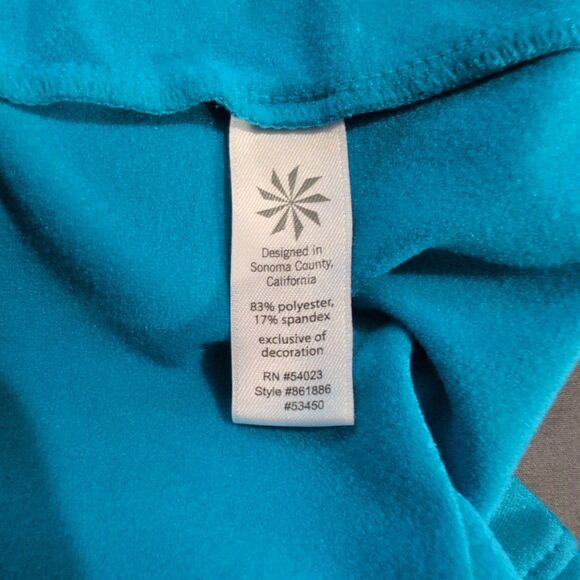 Designed in
Sonoma County,
California
83% polyester,
17% spandex
exclusive of
decoration
RN #54023
Style #861886
#53450